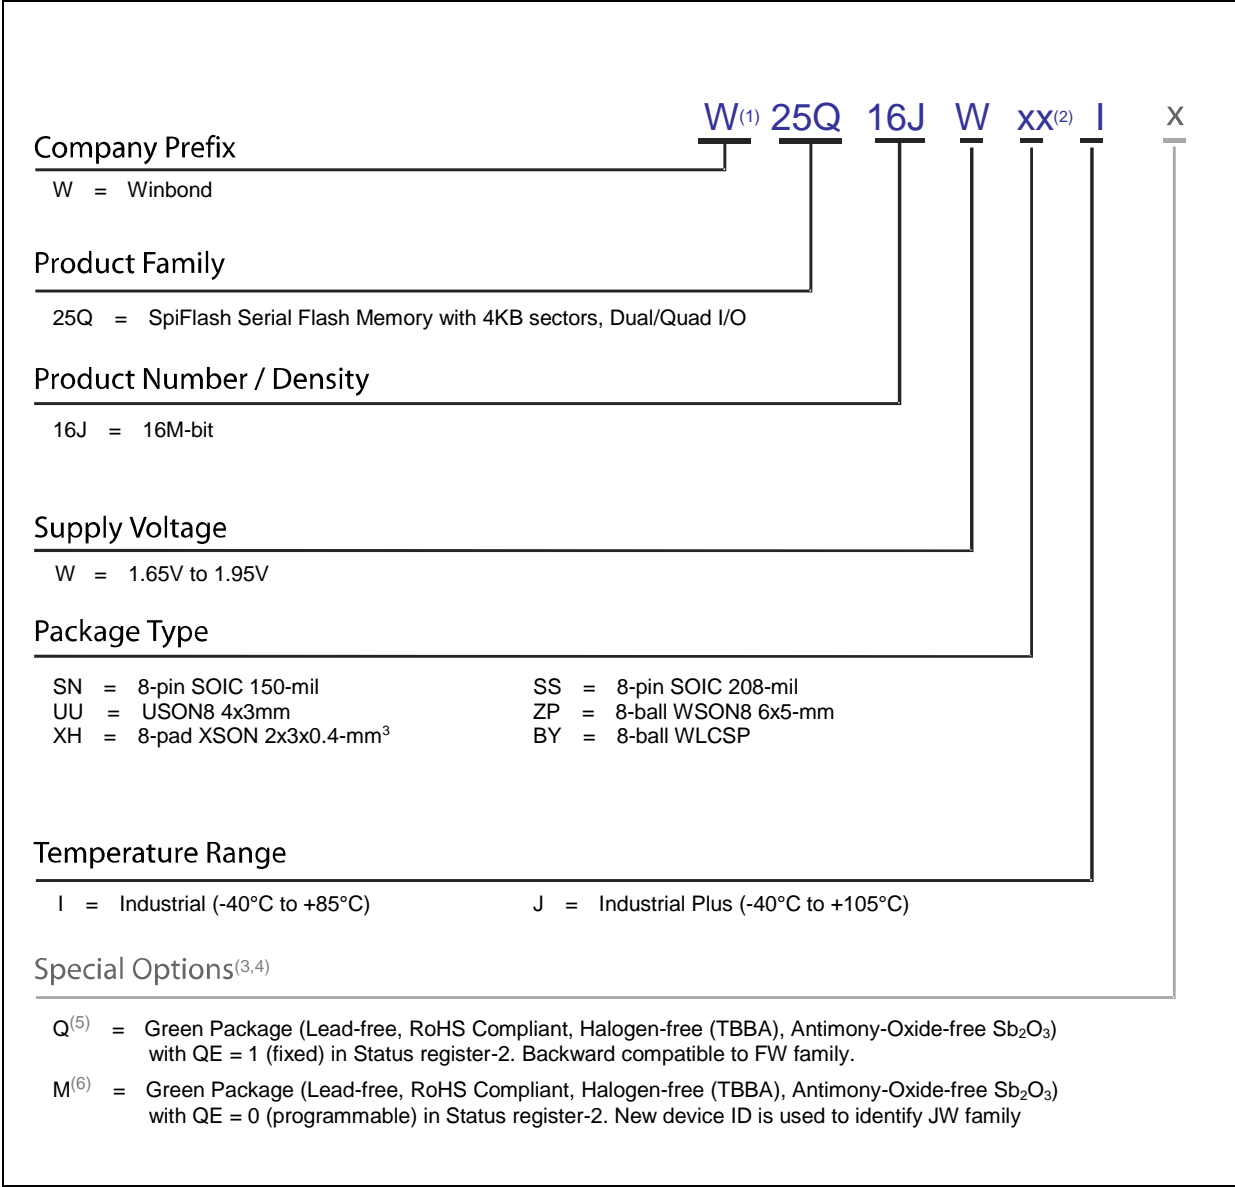 W(1) 25Q 16J W xx(2) I x
Company Prefix
W = Winbond
Product Family
25Q = SpiFlash Serial Flash Memory with 4KB sectors, Dual/Quad I/O
Product Number / Density
16J = 16M-bit
Supply Voltage
W = 1.65V to 1.95V
Package Type
SN = 8-pin SOIC 150-mil SS = 8-pin SOIC 208-mil
UU = USON8 4x3mm ZP = 8-ball WSON8 6x5-mm
XH = 8-pad XSON 2x3x0.4-mm³ BY = 8-ball WLCSP
Temperature Range
I = Industrial (-40°C to +85°C) J = Industrial Plus (-40°C to +105°C)
Special Options(3,4)
Q(5) = Green Package (Lead-free, RoHS Compliant, Halogen-free (TBBA), Antimony-Oxide-free Sb₂O₃)
with QE = 1 (fixed) in Status register-2. Backward compatible to FW family.
M(6) = Green Package (Lead-free, RoHS Compliant, Halogen-free (TBBA), Antimony-Oxide-free Sb₂O₃)
with QE = 0 (programmable) in Status register-2. New device ID is used to identify JW family